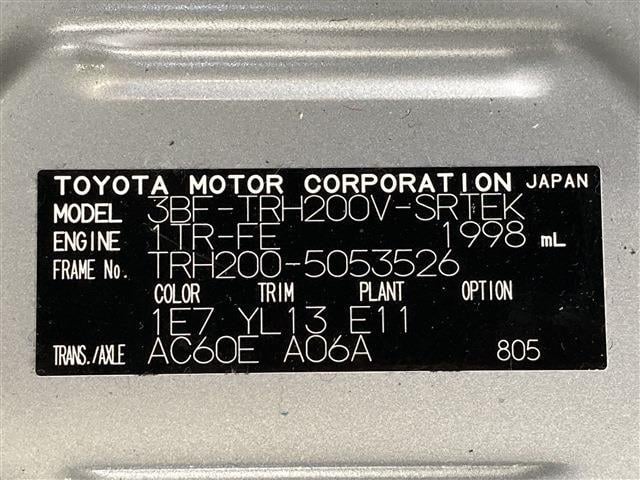 TOYOTA MOTOR CORPORATION JAPAN
MODEL 3BF-TRH200V-SRTEK
ENGINE 1TR-FE 1998 mL
FRAME No. TRH200-5053526
COLOR TRIM PLANT OPTION
1E7 YL13 E11
TRANS./AXLE AC60E A06A 805